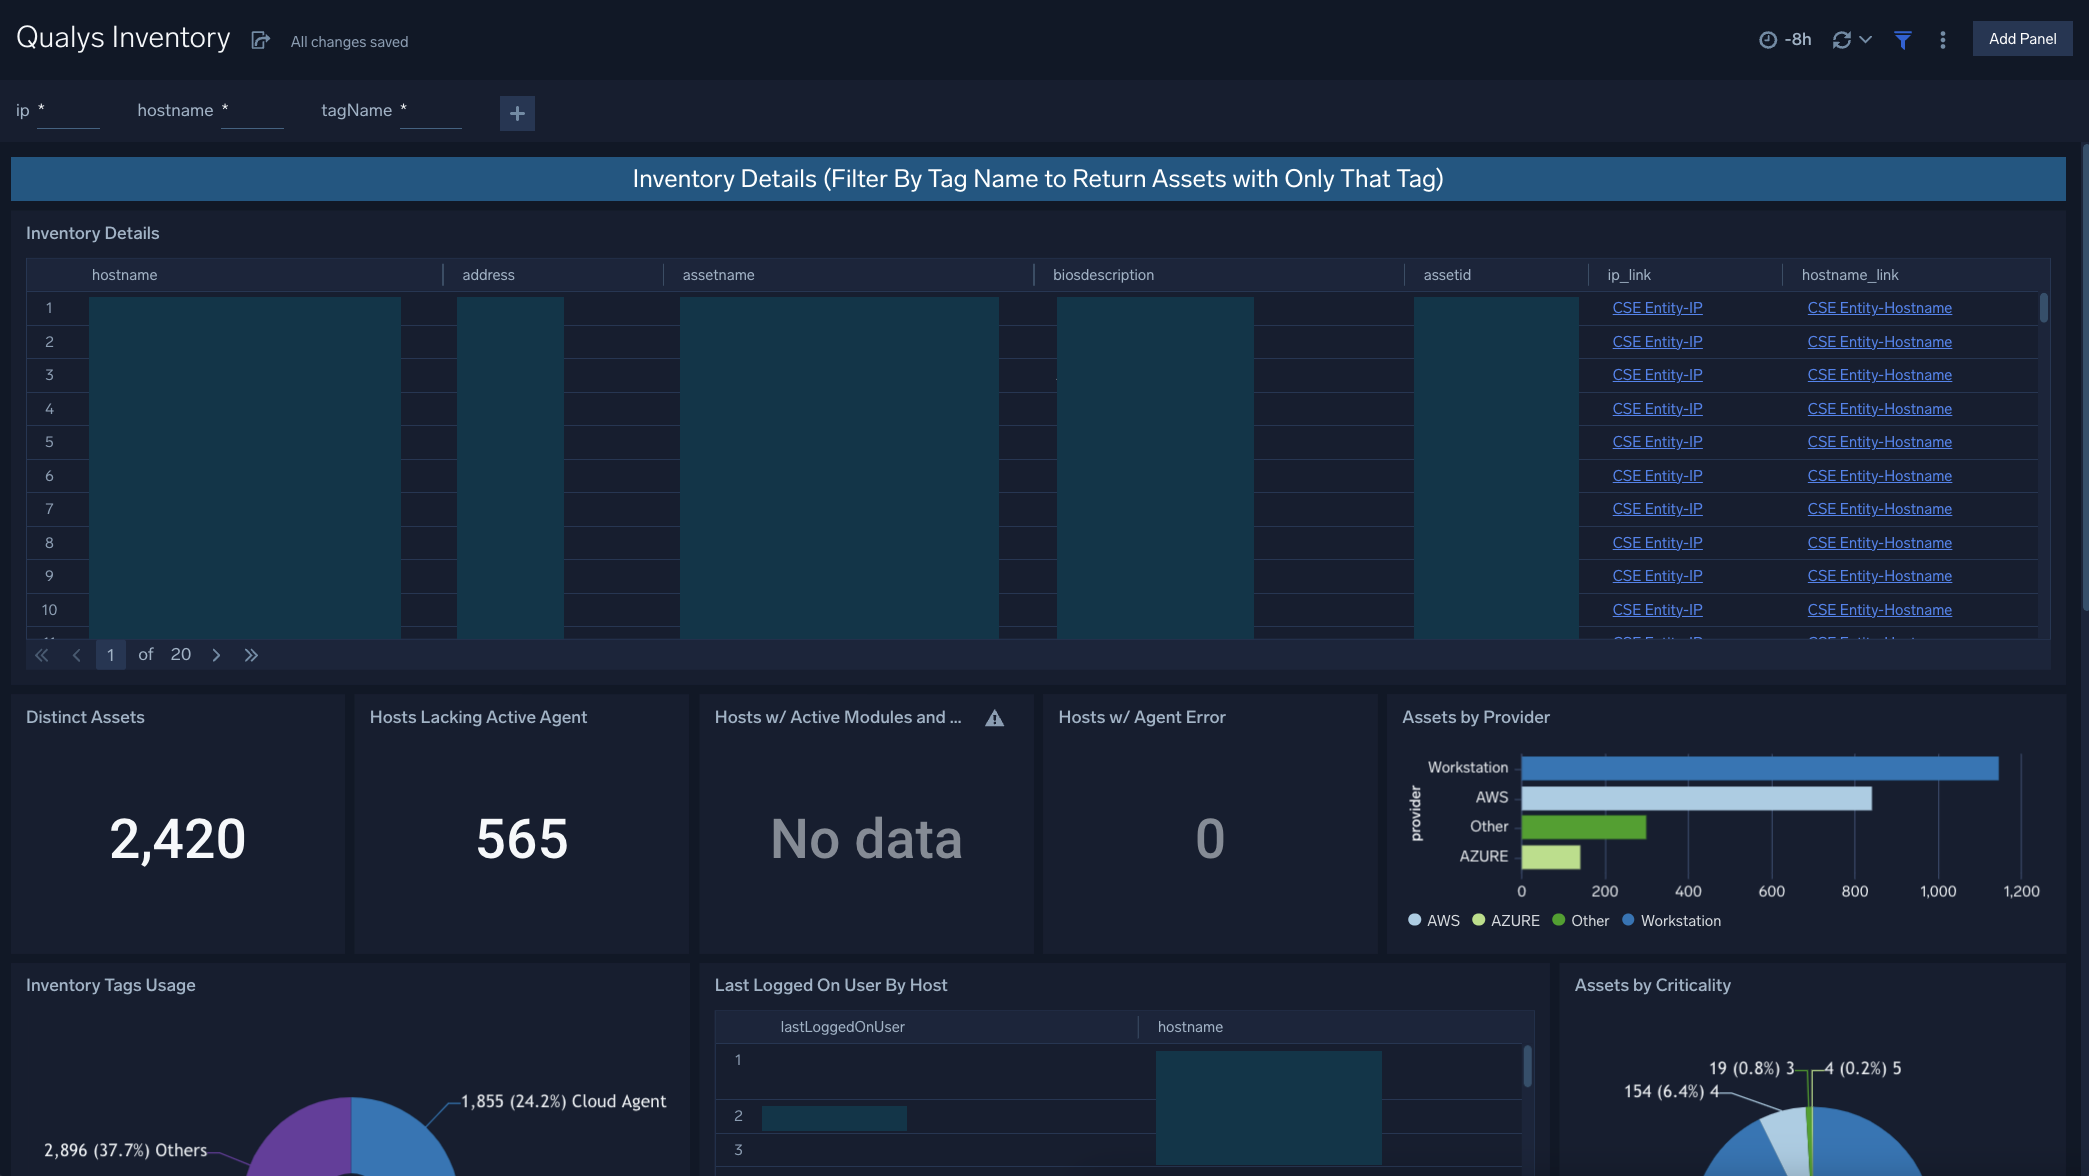 Qualys Inventory All changes saved -8h Add Panel
ip * hostname * tagName * +
Inventory Details (Filter By Tag Name to Return Assets with Only That Tag)
Inventory Details
hostname address assetname biosdescription assetid ip_link hostname_link
1 CSE Entity-IP CSE Entity-Hostname
2 CSE Entity-IP CSE Entity-Hostname
3 CSE Entity-IP CSE Entity-Hostname
4 CSE Entity-IP CSE Entity-Hostname
5 CSE Entity-IP CSE Entity-Hostname
6 CSE Entity-IP CSE Entity-Hostname
7 CSE Entity-IP CSE Entity-Hostname
8 CSE Entity-IP CSE Entity-Hostname
9 CSE Entity-IP CSE Entity-Hostname
10 CSE Entity-IP CSE Entity-Hostname
1 of 20
Distinct Assets
2,420
Hosts Lacking Active Agent
565
Hosts w/ Active Modules and ...
No data
Hosts w/ Agent Error
0
Assets by Provider
provider
Workstation
AWS
Other
AZURE
0 200 400 600 800 1,000 1,200
AWS AZURE Other Workstation
Inventory Tags Usage
1,855 (24.2%) Cloud Agent
2,896 (37.7%) Others
Last Logged On User By Host
lastLoggedOnUser hostname
1
2
3
Assets by Criticality
19 (0.8%) 3 4 (0.2%) 5
154 (6.4%) 4